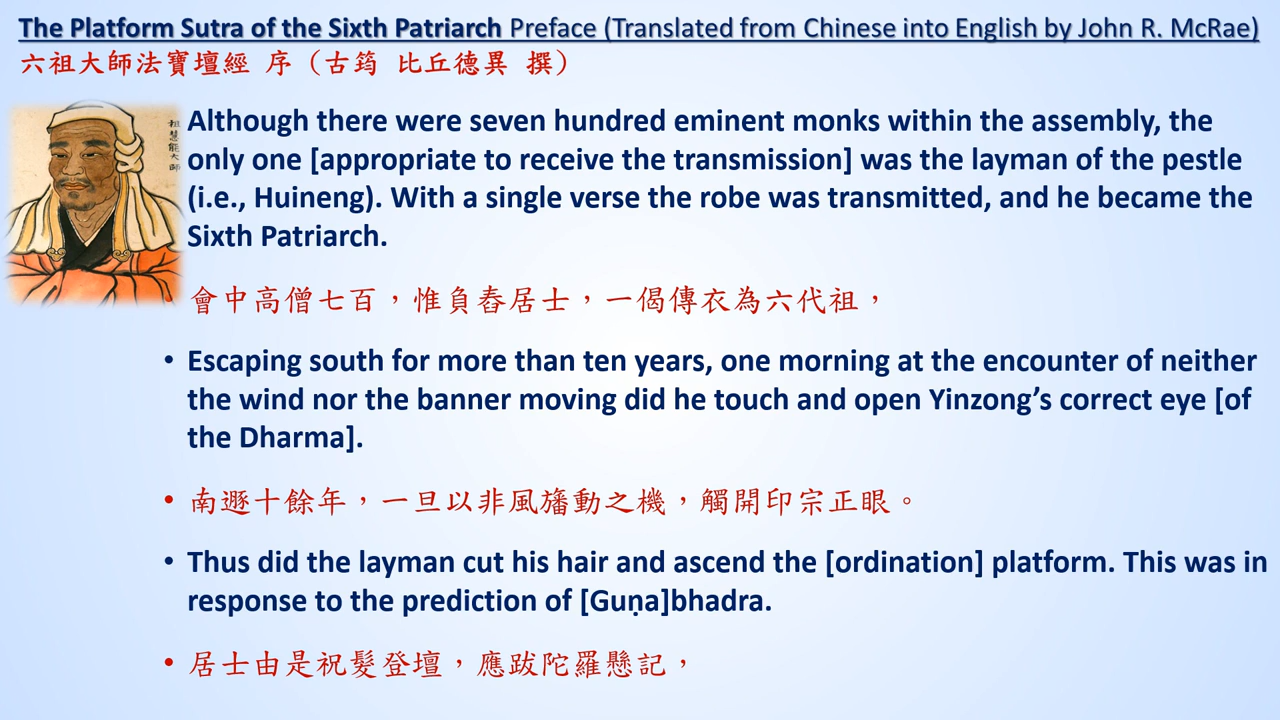 The Platform Sutra of the Sixth Patriarch Preface (Translated from Chinese into English by John R. McRae)
六祖大師法寶壇經 序 (古筠 比丘德異 撰)
祖慧能大師
Although there were seven hundred eminent monks within the assembly, the
only one [appropriate to receive the transmission] was the layman of the pestle
(i.e., Huineng). With a single verse the robe was transmitted, and he became the
Sixth Patriarch.
• 會中高僧七百，惟負舂居士，一偈傳衣為六代祖，
• Escaping south for more than ten years, one morning at the encounter of neither
the wind nor the banner moving did he touch and open Yinzong’s correct eye [of
the Dharma].
• 南遯十餘年，一旦以非風旛動之機，觸開印宗正眼。
• Thus did the layman cut his hair and ascend the [ordination] platform. This was in
response to the prediction of [Guṇa]bhadra.
• 居士由是祝髮登壇，應跋陀羅懸記，